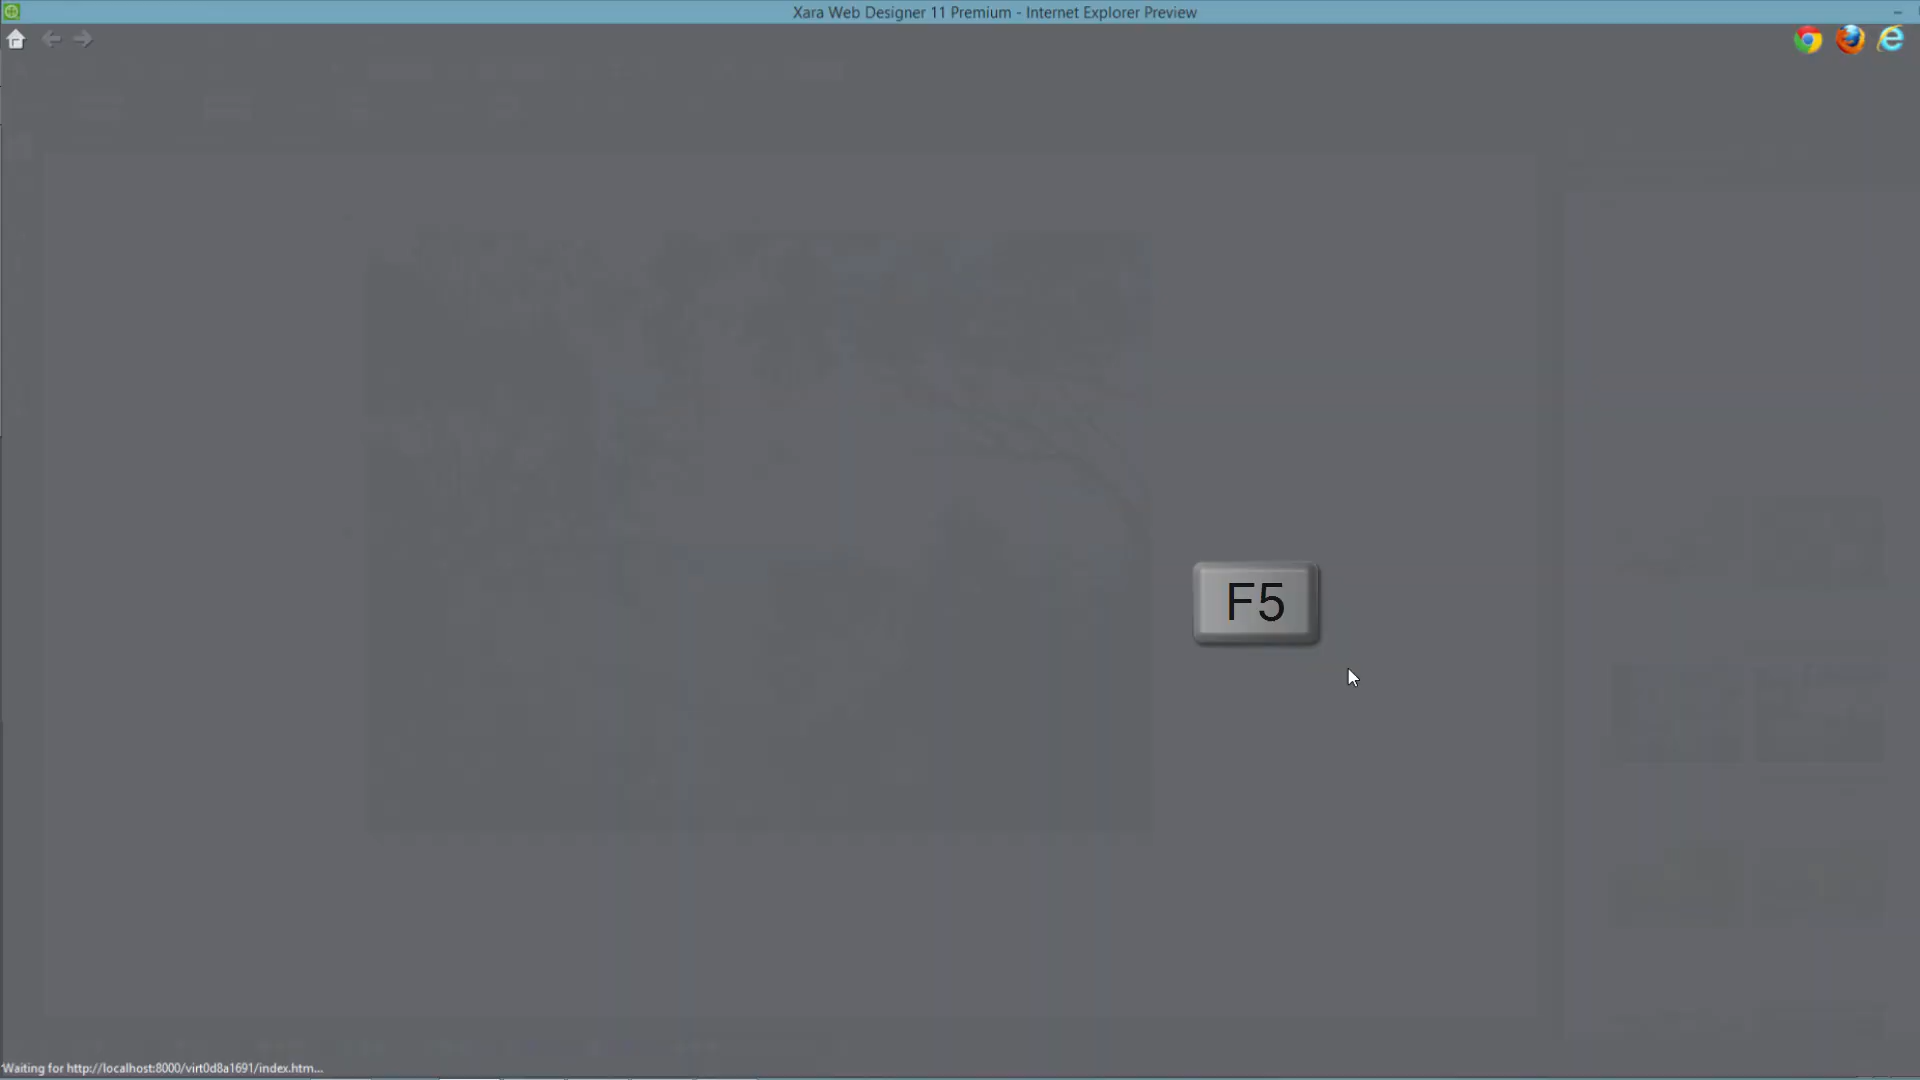 Xara Web Designer 11 Premium - Internet Explorer Preview
F5
Waiting for http://localhost:8000/virt0d8a1691/index.htm...